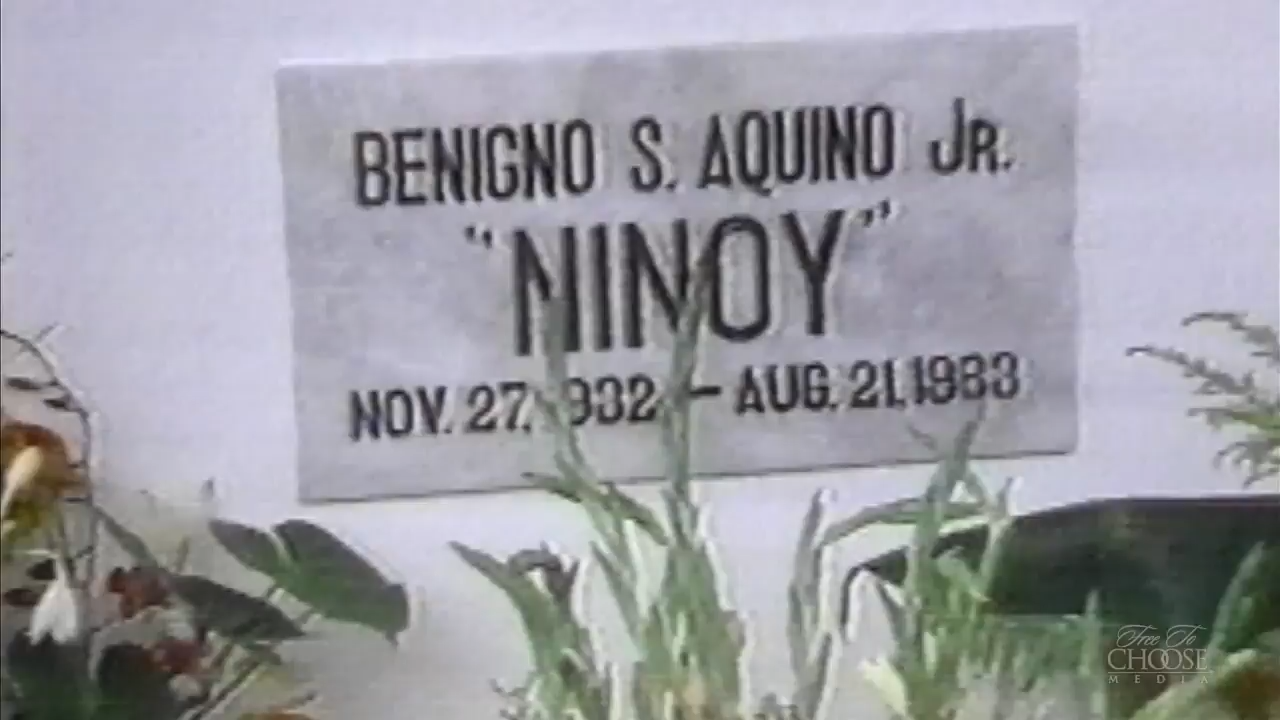 BENIGNO S. AQUINO JR.
"NINOY"
NOV. 27, 1932 – AUG. 21, 1983
Free To
CHOOSE
MEDIA